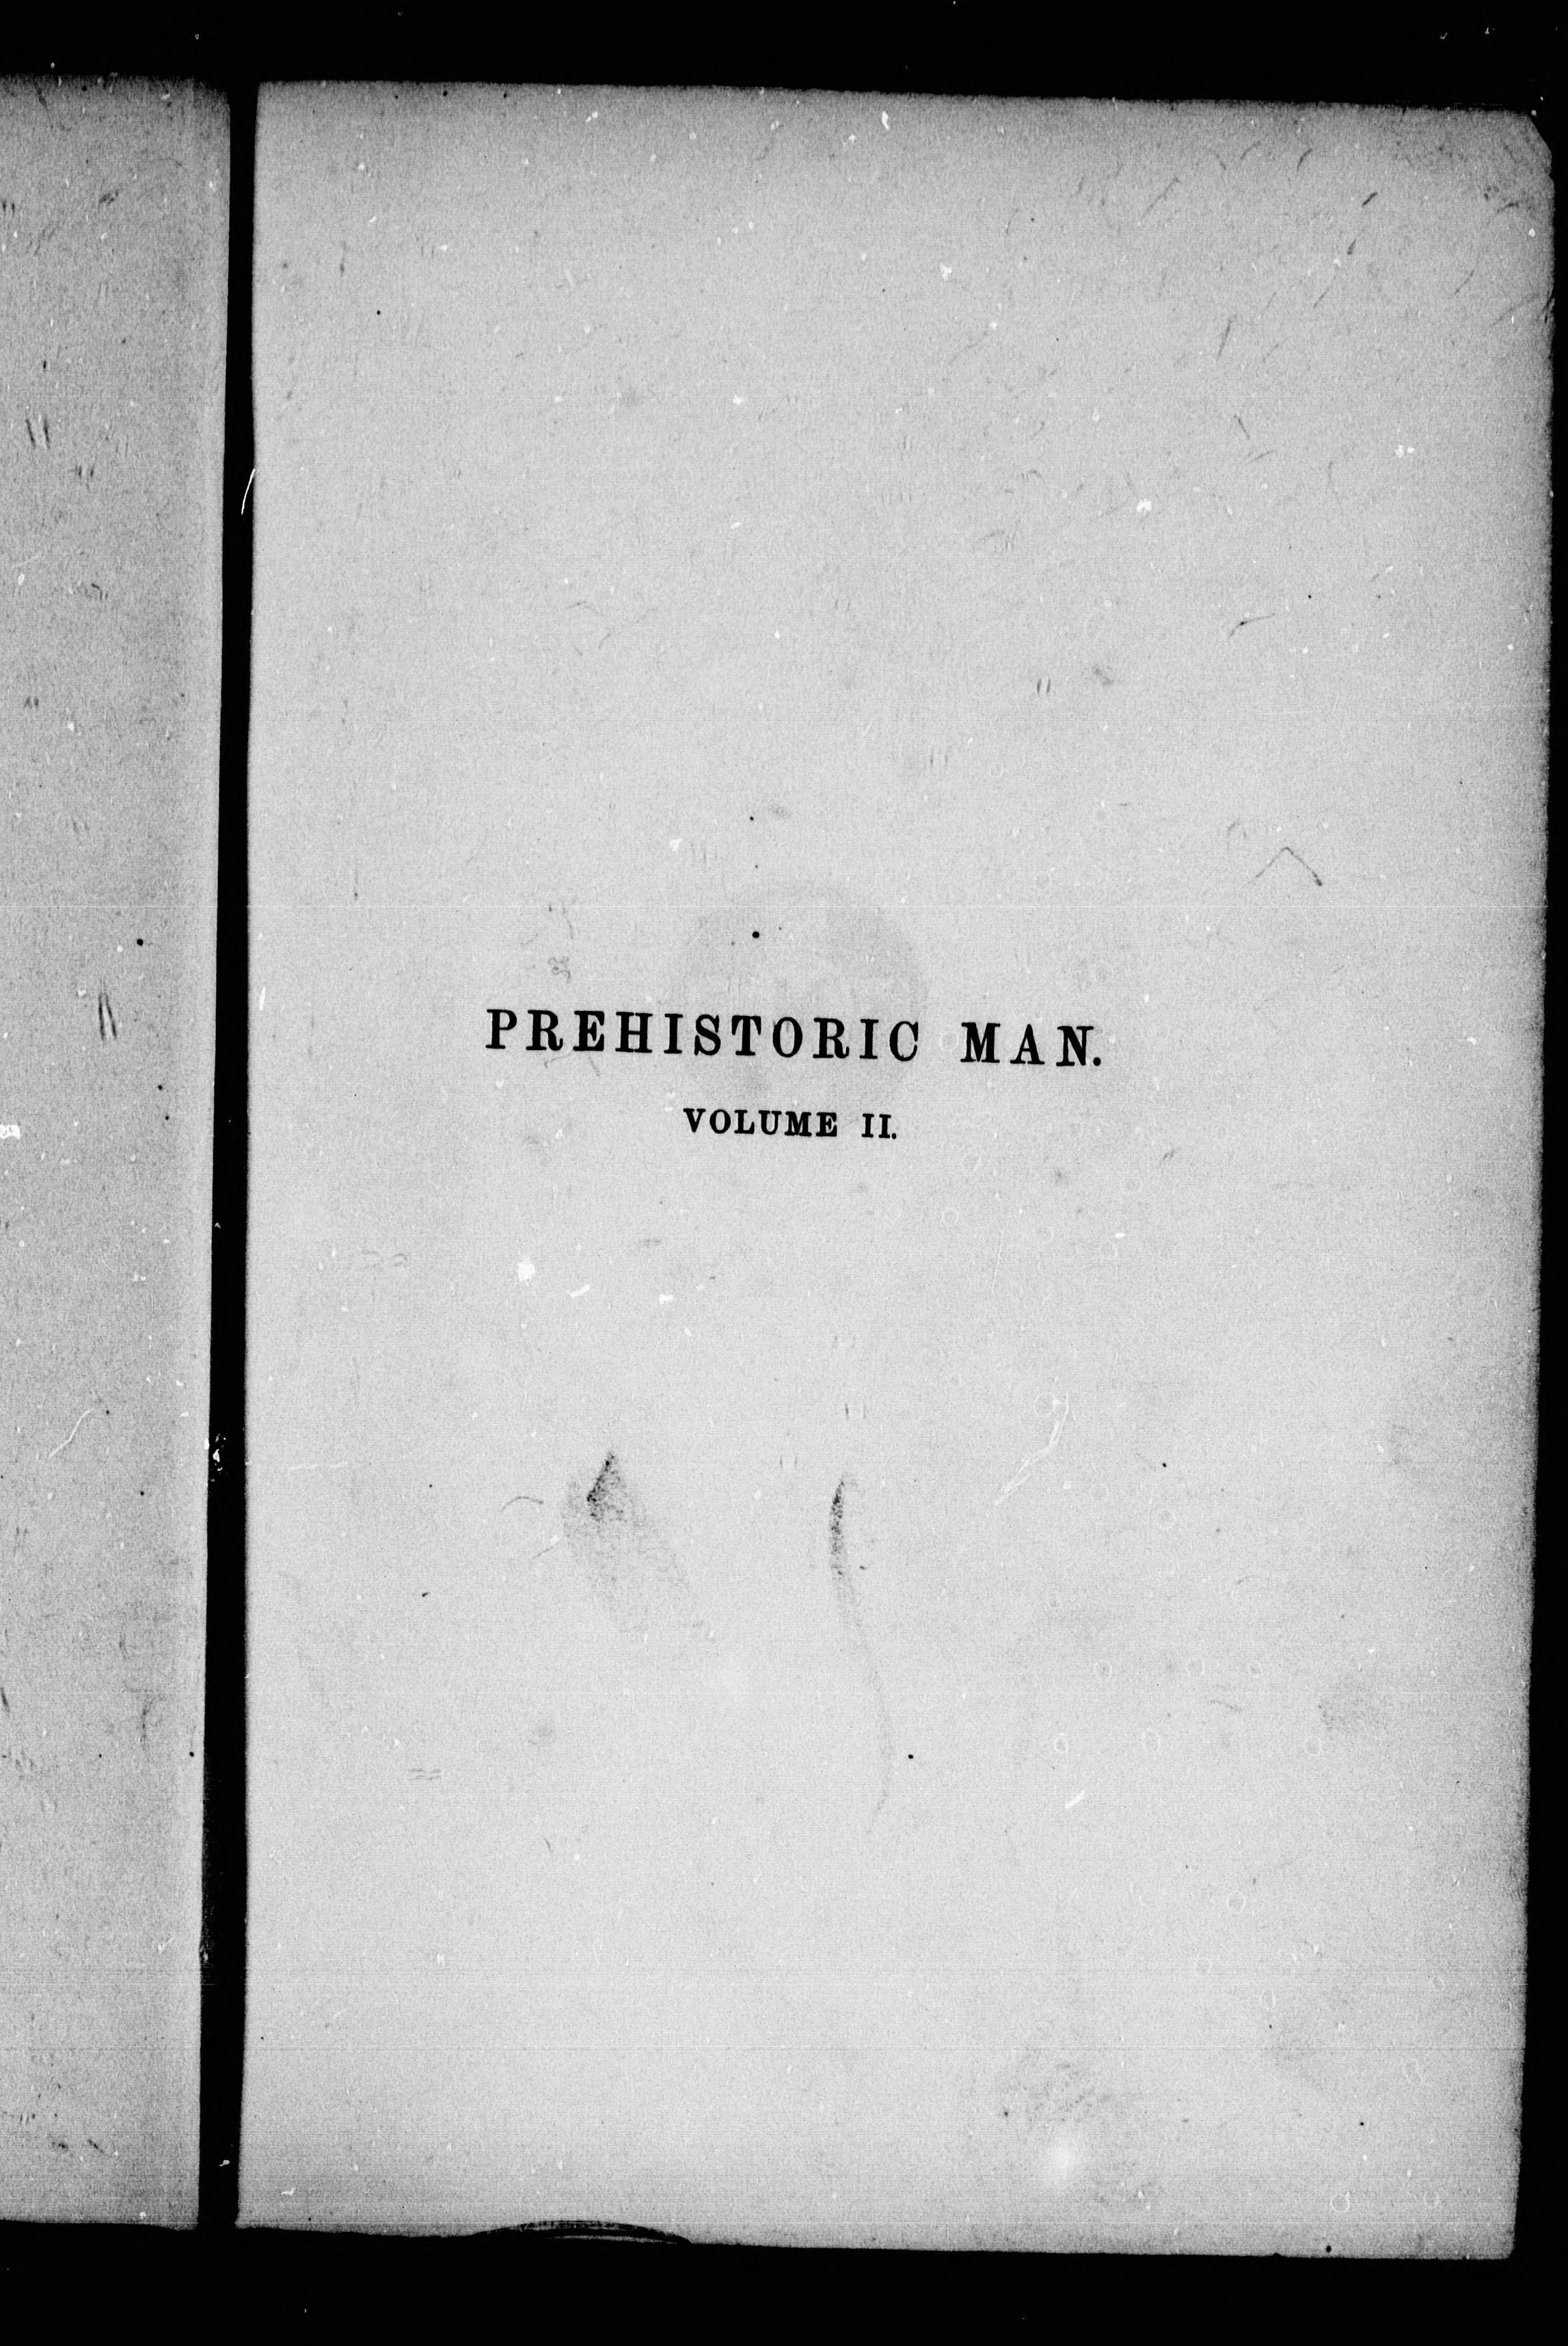 PREHISTORIC MAN.
VOLUME II.